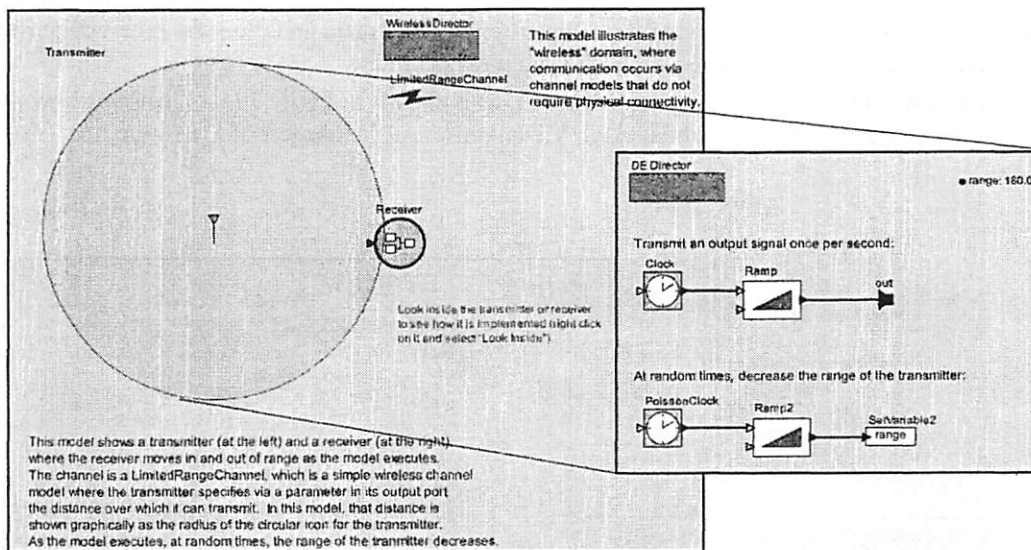 WirelessDirector
Transmitter
This model illustrates the
"wireless" domain, where
communication occurs via
channel models that do not
require physical connectivity.
LimitedRangeChannel
Receiver
Look inside the transmitter or receiver
to see how it is implemented (right click
on it and select "Look Inside")
This model shows a transmitter (at the left) and a receiver (at the right)
where the receiver moves in and out of range as the model executes.
The channel is a LimitedRangeChannel, which is a simple wireless channel
model where the transmitter specifies via a parameter in its output port
the distance over which it can transmit. In this model, that distance is
shown graphically as the radius of the circular icon for the transmitter.
As the model executes, at random times, the range of the tranmitter decreases.
DE Director
range: 160.0
Transmit an output signal once per second:
Clock
Ramp
out
At random times, decrease the range of the transmitter:
PoissonClock
Ramp2
SetVariable2
range